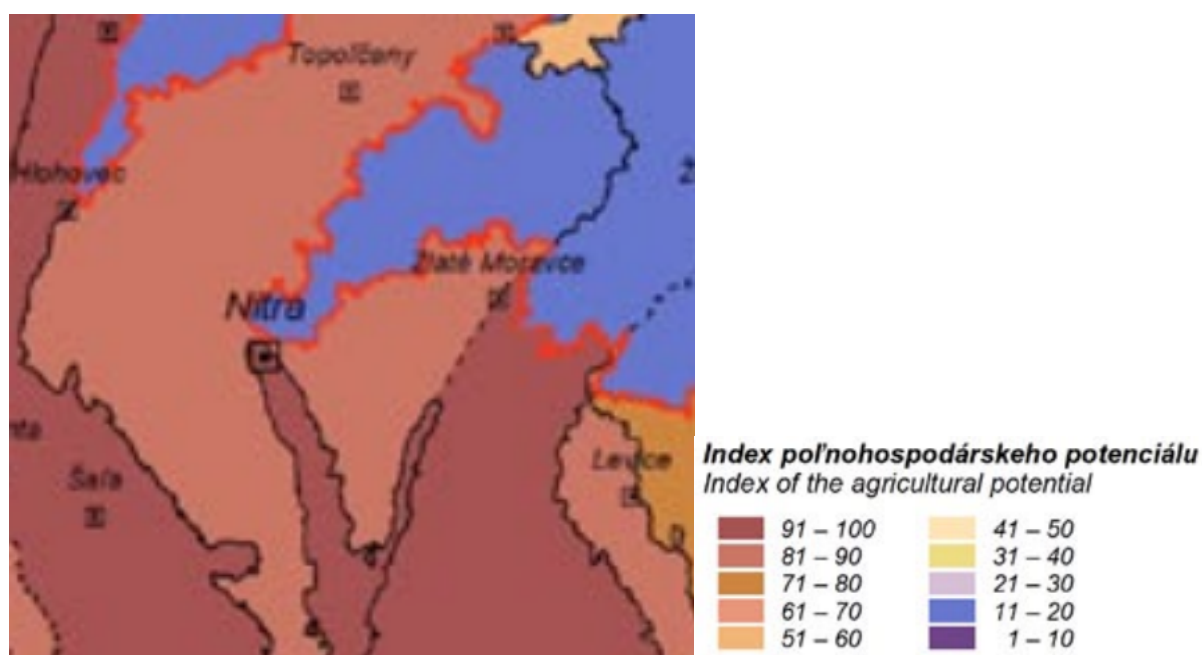 Topoľčany
Hlohovec
Zlaté Moravce
Nitra
Levice
Šaľa
Index poľnohospodárskeho potenciálu
Index of the agricultural potential
91 – 100
81 – 90
71 – 80
61 – 70
51 – 60
41 – 50
31 – 40
21 – 30
11 – 20
1 – 10